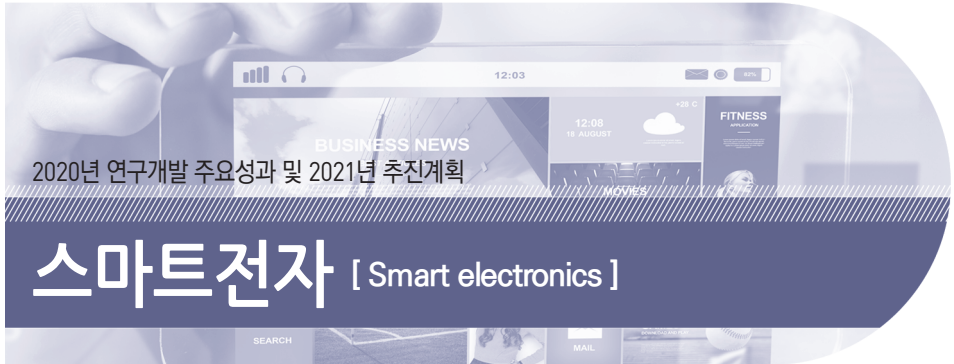 12:03
82%
+28 C
12:08
18 AUGUST
FITNESS
APPLICATION
BUSINESS NEWS
MOVIES
2020년 연구개발 주요성과 및 2021년 추진계획
스마트전자 [ Smart electronics ]
SEARCH
MAIL